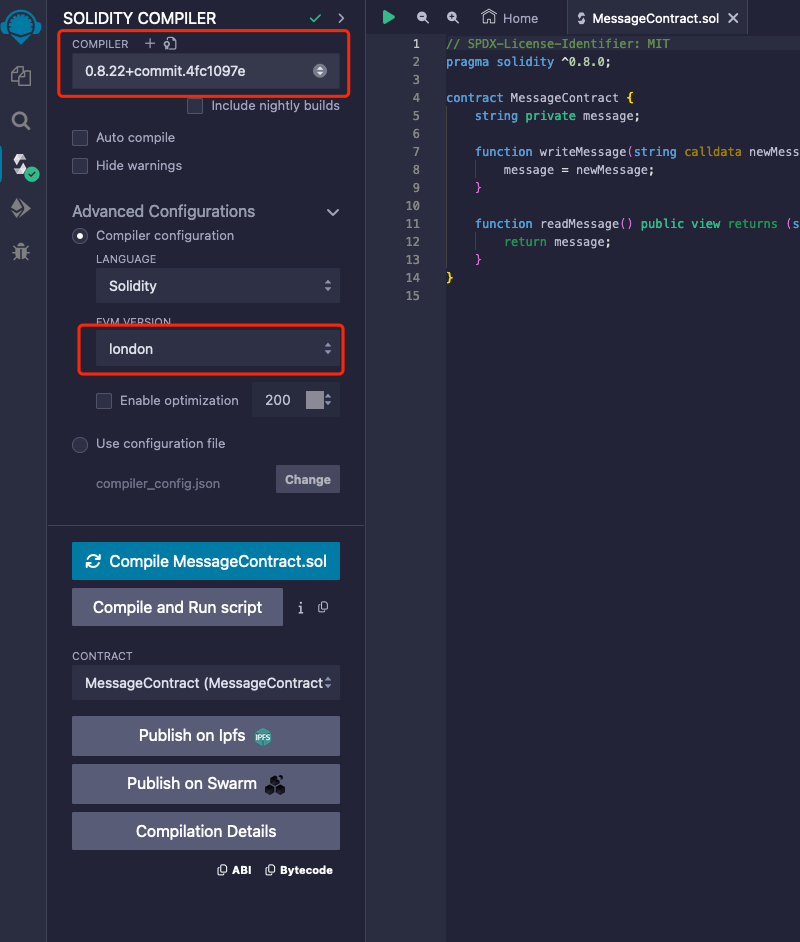 SOLIDITY COMPILER
COMPILER
0.8.22+commit.4fc1097e
Include nightly builds
Auto compile
Hide warnings
Advanced Configurations
Compiler configuration
LANGUAGE
Solidity
EVM VERSION
london
Enable optimization 200
Use configuration file
compiler_config.json Change
Compile MessageContract.sol
Compile and Run script i
CONTRACT
MessageContract (MessageContract
Publish on Ipfs IPFS
Publish on Swarm
Compilation Details
ABI Bytecode
Home MessageContract.sol
1 // SPDX-License-Identifier: MIT
2 pragma solidity ^0.8.0;
3
4 contract MessageContract {
5 string private message;
6
7 function writeMessage(string calldata newMess
8 message = newMessage;
9 }
10
11 function readMessage() public view returns (s
12 return message;
13 }
14 }
15